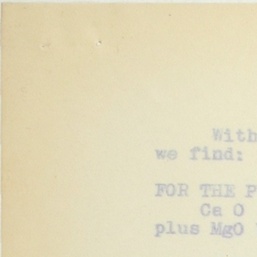 With
we find:
FOR THE P
Ca O
plus MgO